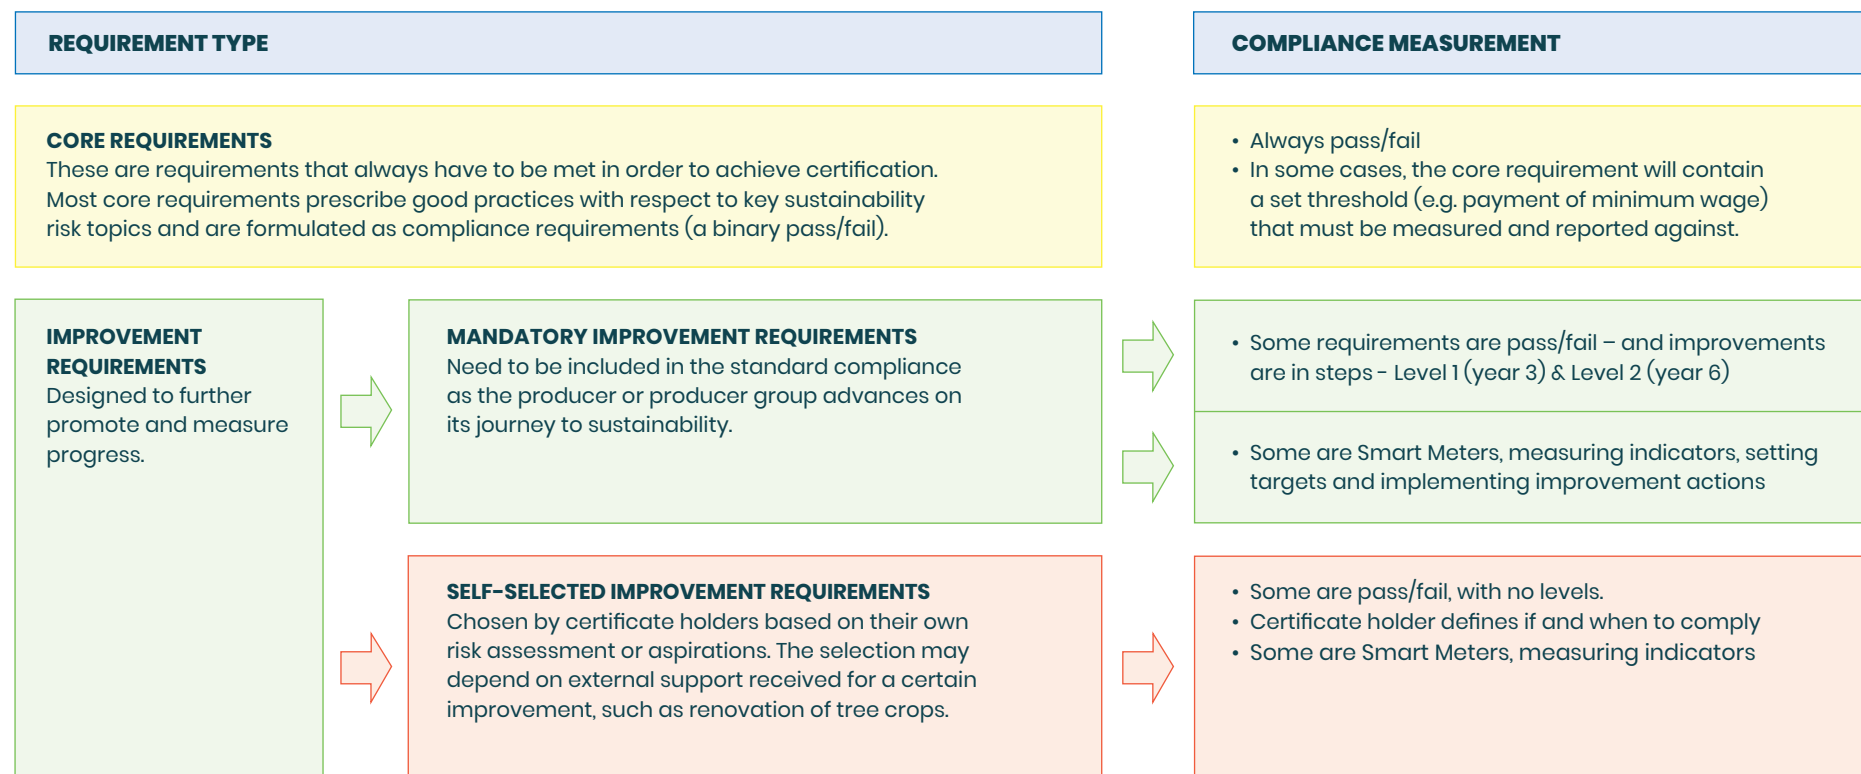 REQUIREMENT TYPE
COMPLIANCE MEASUREMENT
CORE REQUIREMENTS
These are requirements that always have to be met in order to achieve certification.
Most core requirements prescribe good practices with respect to key sustainability
risk topics and are formulated as compliance requirements (a binary pass/fail).
• Always pass/fail
• In some cases, the core requirement will contain
a set threshold (e.g. payment of minimum wage)
that must be measured and reported against.
IMPROVEMENT
REQUIREMENTS
Designed to further
promote and measure
progress.
MANDATORY IMPROVEMENT REQUIREMENTS
Need to be included in the standard compliance
as the producer or producer group advances on
its journey to sustainability.
• Some requirements are pass/fail – and improvements
are in steps - Level 1 (year 3) & Level 2 (year 6)
• Some are Smart Meters, measuring indicators, setting
targets and implementing improvement actions
SELF-SELECTED IMPROVEMENT REQUIREMENTS
Chosen by certificate holders based on their own
risk assessment or aspirations. The selection may
depend on external support received for a certain
improvement, such as renovation of tree crops.
• Some are pass/fail, with no levels.
• Certificate holder defines if and when to comply
• Some are Smart Meters, measuring indicators